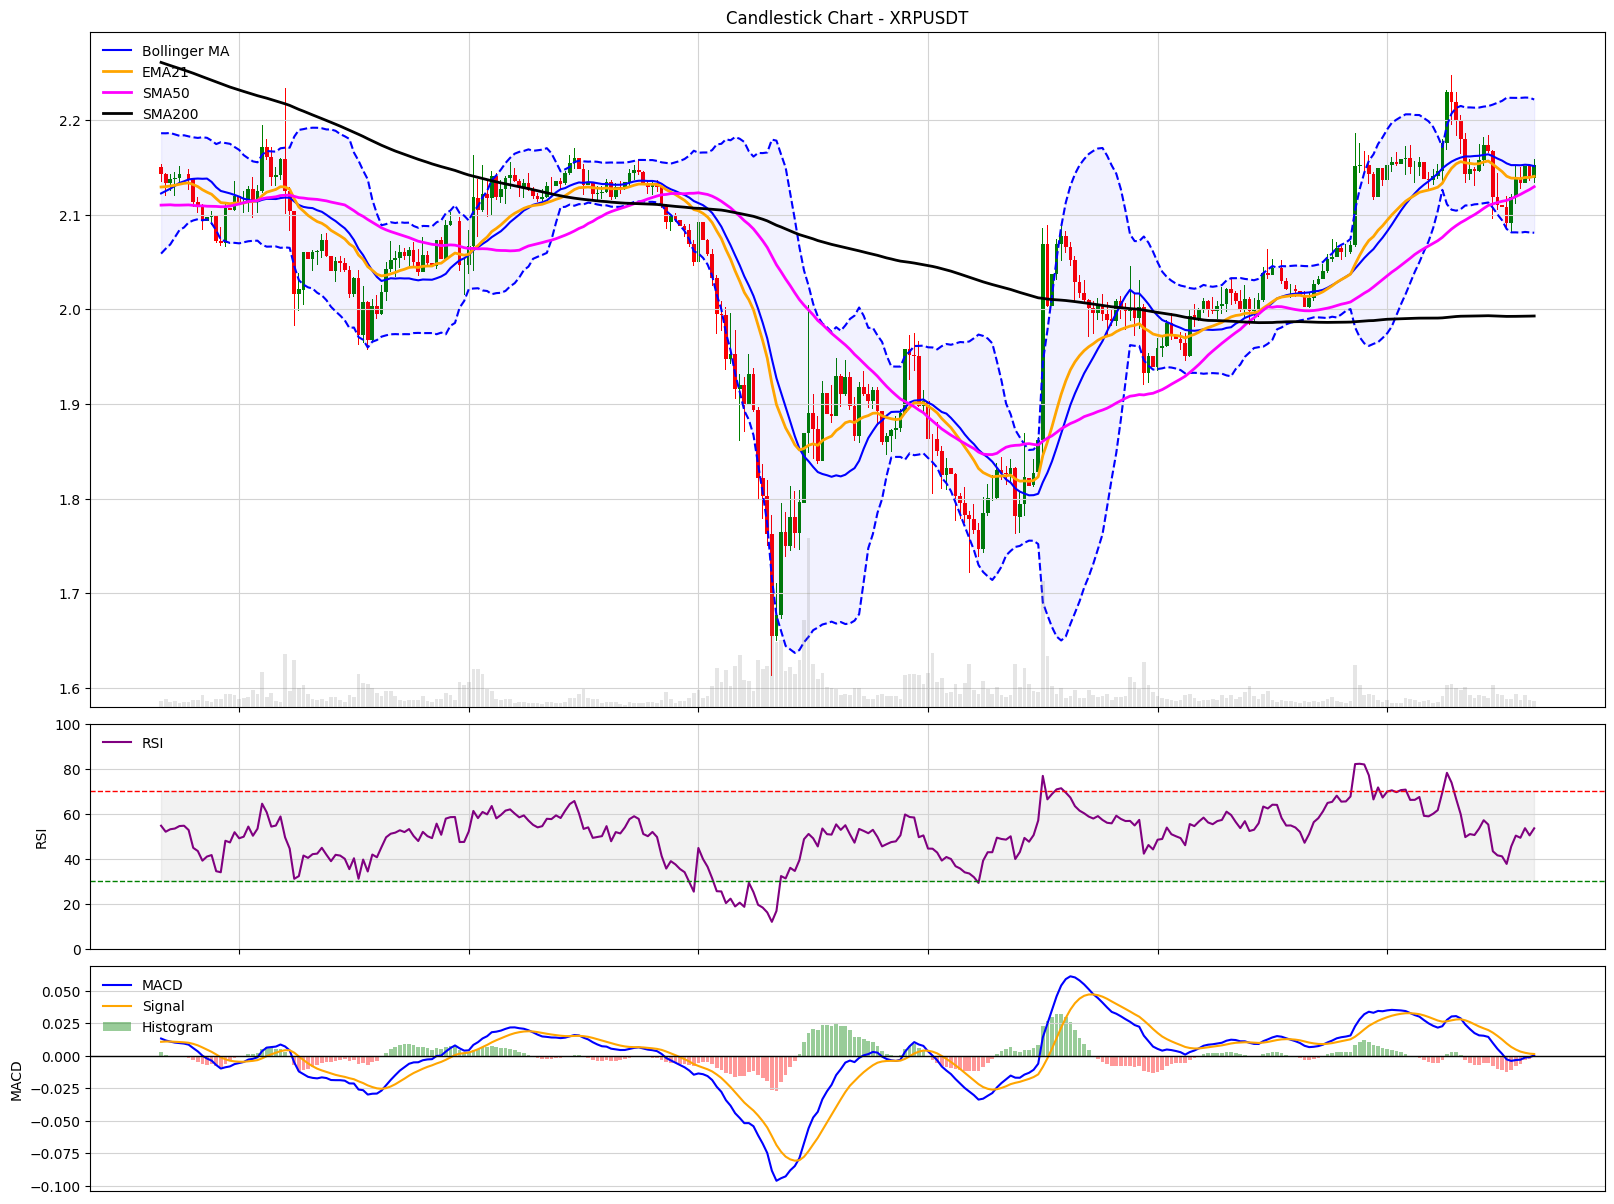 Candlestick Chart - XRPUSDT
Bollinger MA
EMA21
SMA50
SMA200
2.2
2.1
2.0
1.9
1.8
1.7
1.6
RSI
100
80
60
40
20
0
RSI
MACD
Signal
Histogram
0.050
0.025
0.000
−0.025
−0.050
−0.075
−0.100
MACD